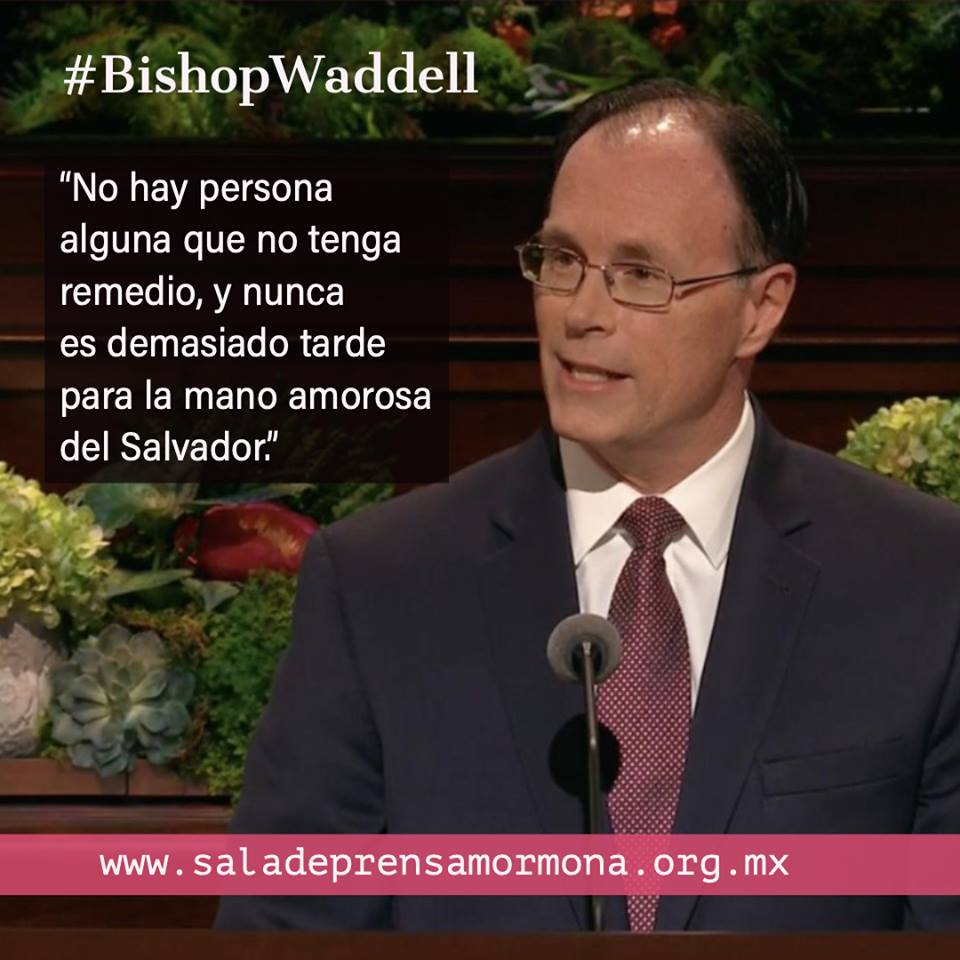 #BishopWaddell
“No hay persona
alguna que no tenga
remedio, y nunca
es demasiado tarde
para la mano amorosa
del Salvador.”
www.saladeprensamormona.org.mx